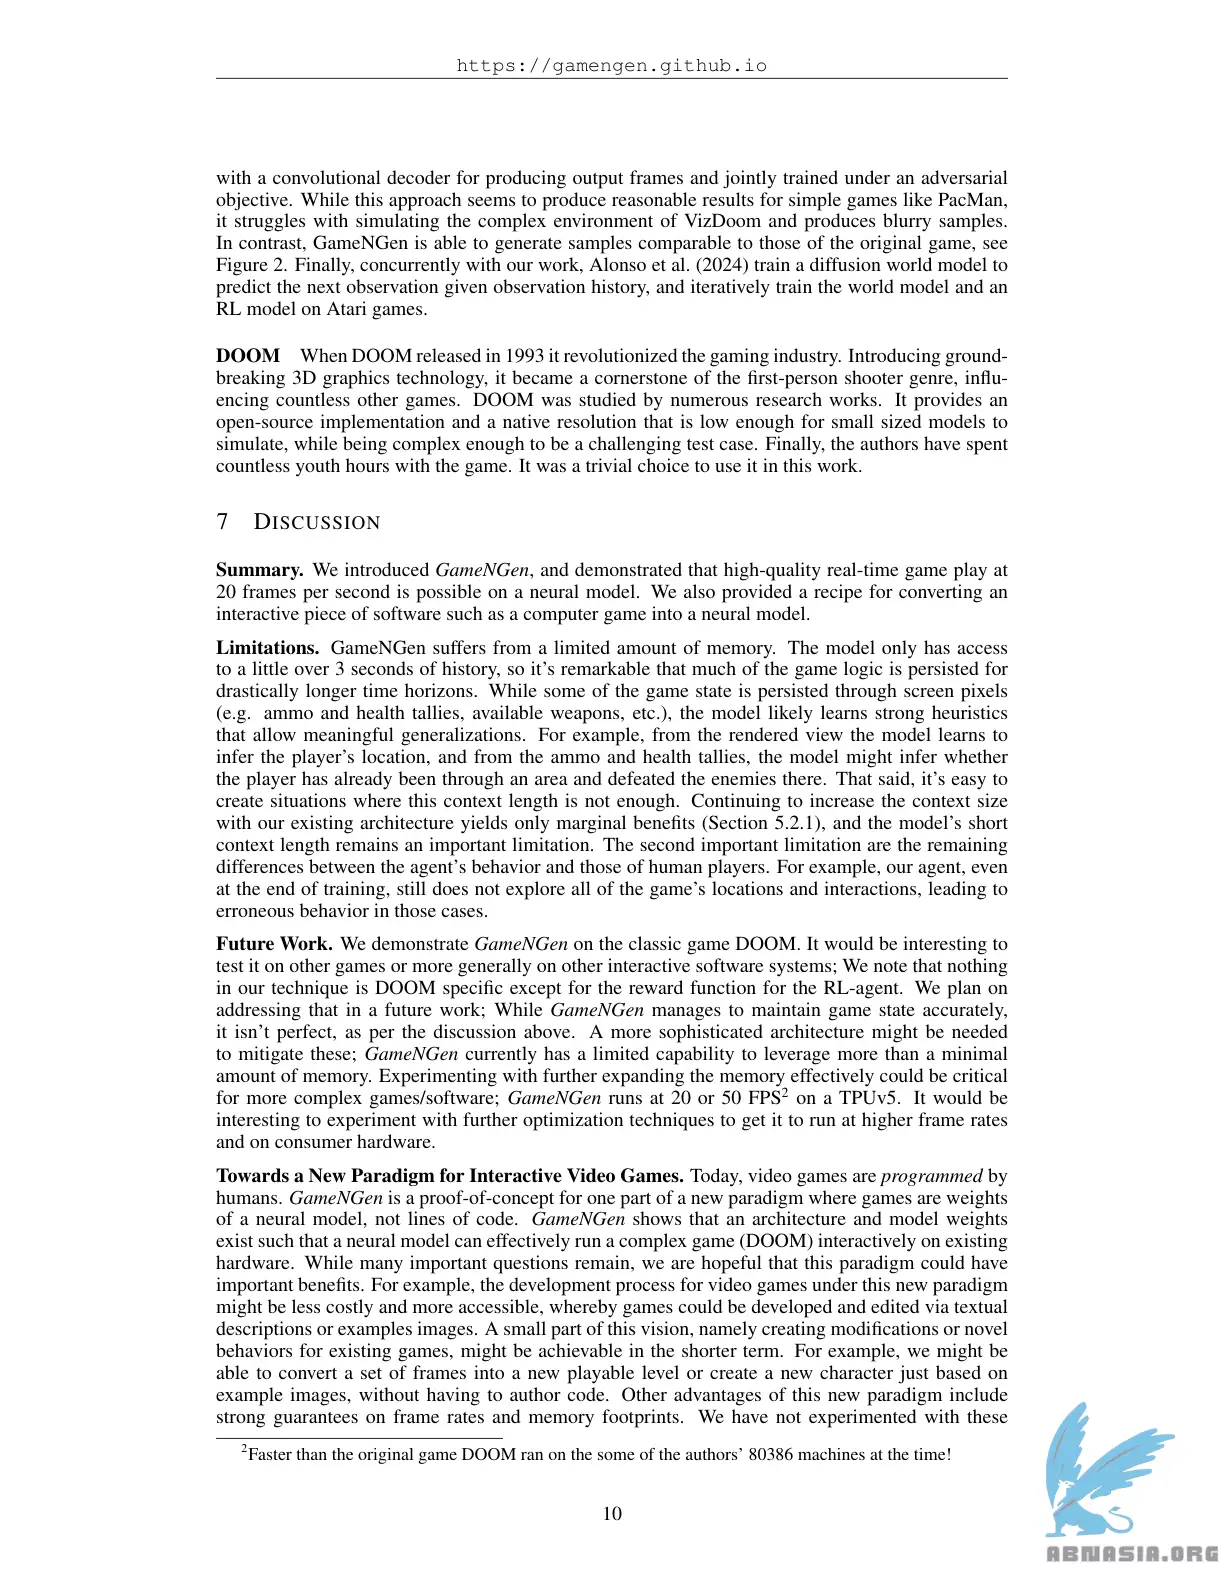 https://gamengen.github.io
with a convolutional decoder for producing output frames and jointly trained under an adversarial
objective. While this approach seems to produce reasonable results for simple games like PacMan,
it struggles with simulating the complex environment of VizDoom and produces blurry samples.
In contrast, GameNGen is able to generate samples comparable to those of the original game, see
Figure 2. Finally, concurrently with our work, Alonso et al. (2024) train a diffusion world model to
predict the next observation given observation history, and iteratively train the world model and an
RL model on Atari games.
DOOM When DOOM released in 1993 it revolutionized the gaming industry. Introducing ground-
breaking 3D graphics technology, it became a cornerstone of the first-person shooter genre, influ-
encing countless other games. DOOM was studied by numerous research works. It provides an
open-source implementation and a native resolution that is low enough for small sized models to
simulate, while being complex enough to be a challenging test case. Finally, the authors have spent
countless youth hours with the game. It was a trivial choice to use it in this work.
7 DISCUSSION
Summary. We introduced GameNGen, and demonstrated that high-quality real-time game play at
20 frames per second is possible on a neural model. We also provided a recipe for converting an
interactive piece of software such as a computer game into a neural model.
Limitations. GameNGen suffers from a limited amount of memory. The model only has access
to a little over 3 seconds of history, so it's remarkable that much of the game logic is persisted for
drastically longer time horizons. While some of the game state is persisted through screen pixels
(e.g. ammo and health tallies, available weapons, etc.), the model likely learns strong heuristics
that allow meaningful generalizations. For example, from the rendered view the model learns to
infer the player's location, and from the ammo and health tallies, the model might infer whether
the player has already been through an area and defeated the enemies there. That said, it's easy to
create situations where this context length is not enough. Continuing to increase the context size
with our existing architecture yields only marginal benefits (Section 5.2.1), and the model's short
context length remains an important limitation. The second important limitation are the remaining
differences between the agent's behavior and those of human players. For example, our agent, even
at the end of training, still does not explore all of the game's locations and interactions, leading to
erroneous behavior in those cases.
Future Work. We demonstrate GameNGen on the classic game DOOM. It would be interesting to
test it on other games or more generally on other interactive software systems; We note that nothing
in our technique is DOOM specific except for the reward function for the RL-agent. We plan on
addressing that in a future work; While GameNGen manages to maintain game state accurately,
it isn't perfect, as per the discussion above. A more sophisticated architecture might be needed
to mitigate these; GameNGen currently has a limited capability to leverage more than a minimal
amount of memory. Experimenting with further expanding the memory effectively could be critical
for more complex games/software; GameNGen runs at 20 or 50 FPS² on a TPUv5. It would be
interesting to experiment with further optimization techniques to get it to run at higher frame rates
and on consumer hardware.
Towards a New Paradigm for Interactive Video Games. Today, video games are programmed by
humans. GameNGen is a proof-of-concept for one part of a new paradigm where games are weights
of a neural model, not lines of code. GameNGen shows that an architecture and model weights
exist such that a neural model can effectively run a complex game (DOOM) interactively on existing
hardware. While many important questions remain, we are hopeful that this paradigm could have
important benefits. For example, the development process for video games under this new paradigm
might be less costly and more accessible, whereby games could be developed and edited via textual
descriptions or examples images. A small part of this vision, namely creating modifications or novel
behaviors for existing games, might be achievable in the shorter term. For example, we might be
able to convert a set of frames into a new playable level or create a new character just based on
example images, without having to author code. Other advantages of this new paradigm include
strong guarantees on frame rates and memory footprints. We have not experimented with these
²Faster than the original game DOOM ran on the some of the authors' 80386 machines at the time!
10
ABNASIA.ORG